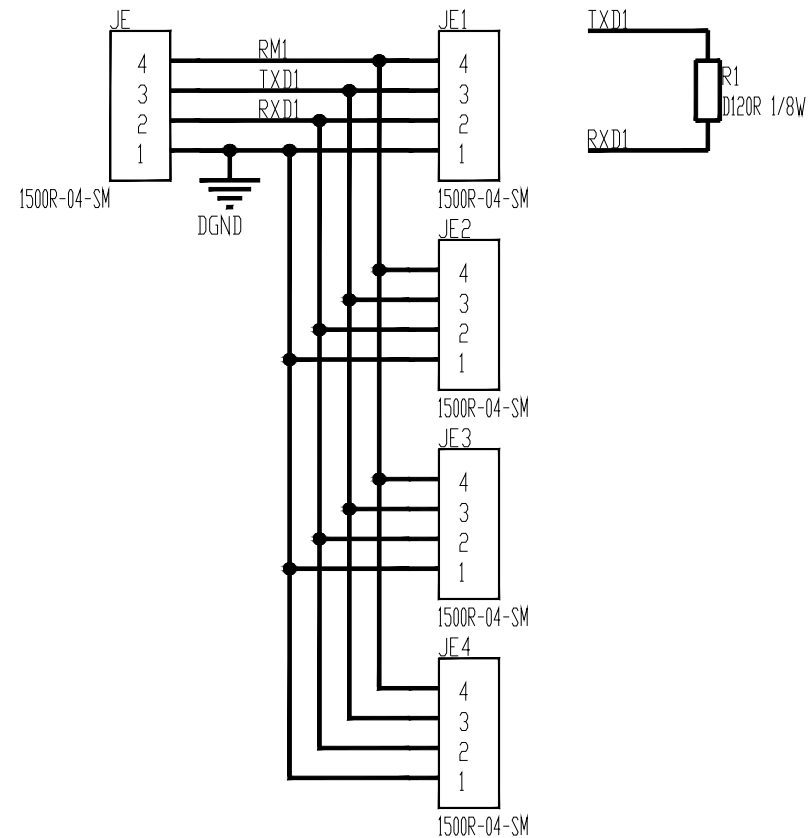 JE
4
3
2
1
1500R-04-SM
RM1
TXD1
RXD1
DGND
JE1
4
3
2
1
1500R-04-SM
TXD1
R1
D120R 1/8W
RXD1
JE2
4
3
2
1
1500R-04-SM
JE3
4
3
2
1
1500R-04-SM
JE4
4
3
2
1
1500R-04-SM